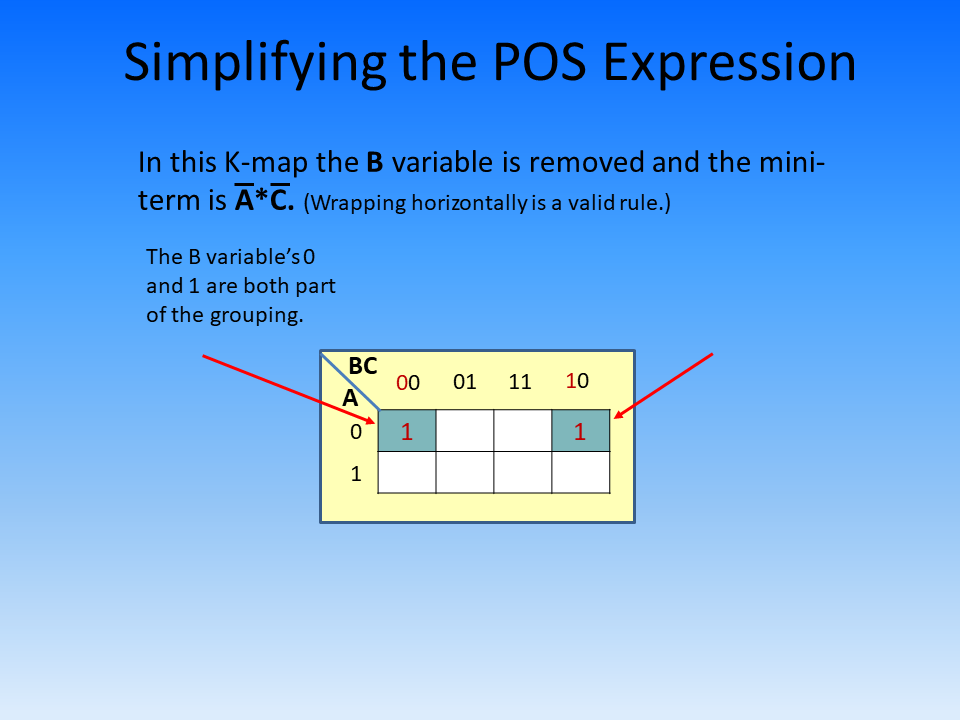 Simplifying the POS Expression
In this K-map the B variable is removed and the mini-
term is A̅*C̅. (Wrapping horizontally is a valid rule.)
The B variable’s 0
and 1 are both part
of the grouping.
BC
00 01 11 10
A
0 1 1
1